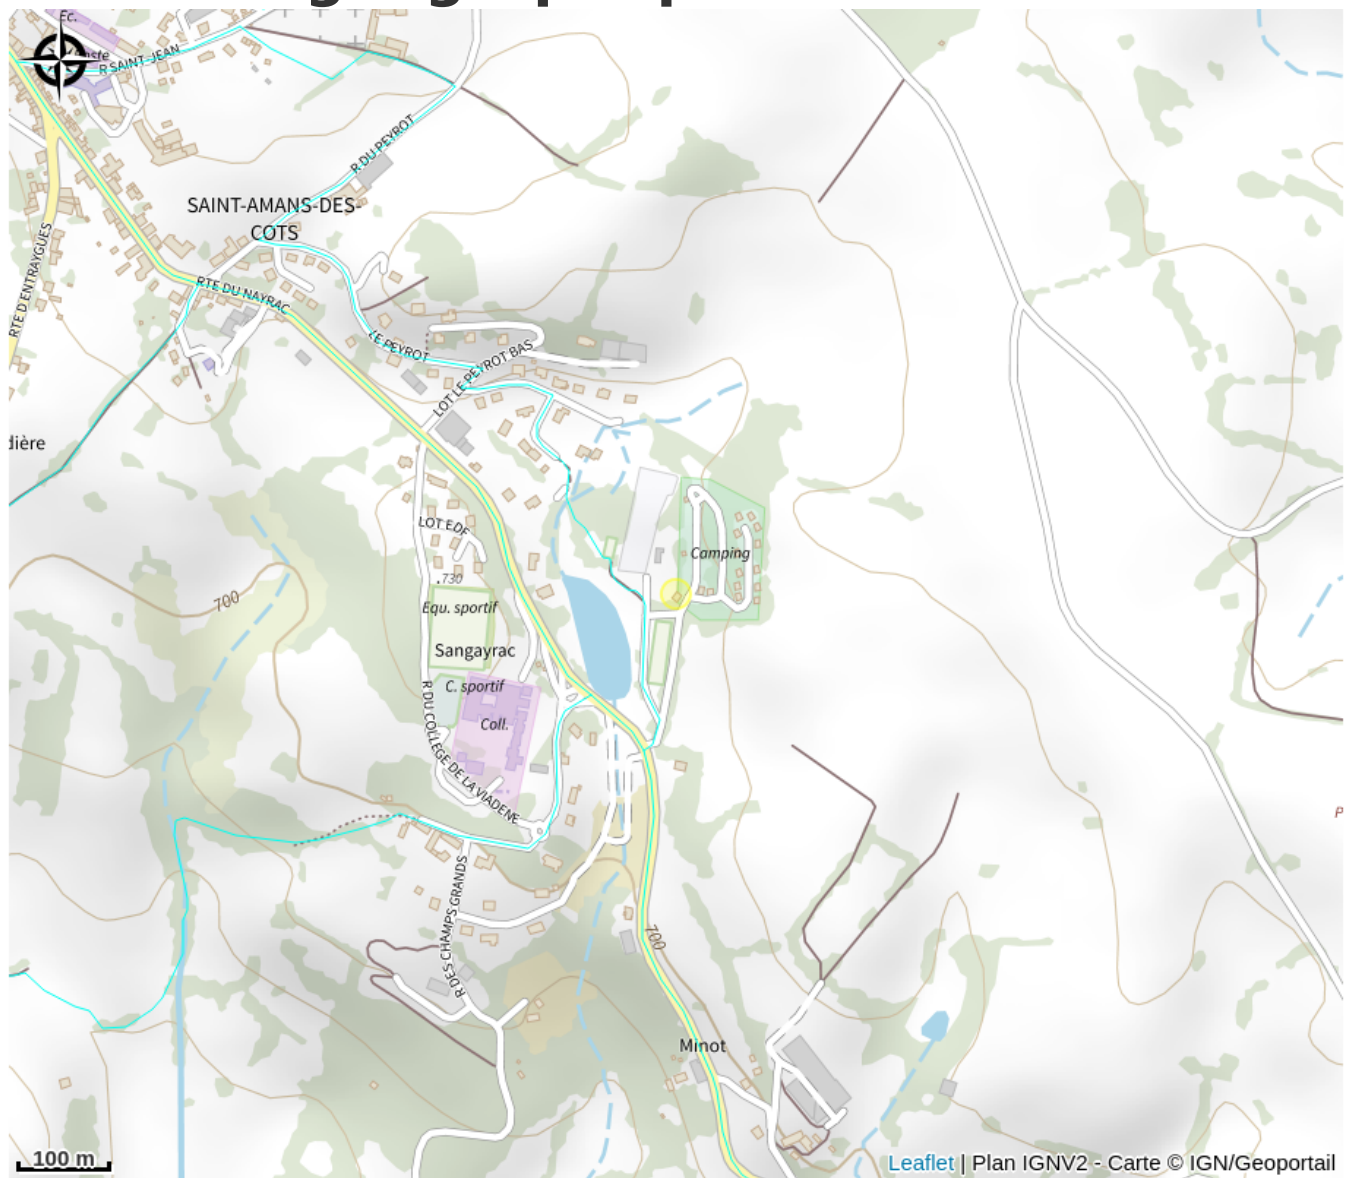 Ec.
R SAINT-JEAN
R DU PEYROT
SAINT-AMANS-DES-
COTS
RTE D'ENTRAYGUES
RTE DU NAYRAC
LE PEYROT
LOT LE PEYROT BAS
dière
LOT EDF
Camping
.730
700
Equ. sportif
Sangayrac
C. sportif
Coll.
R DU COLLEGE DE LA VIADENE
P
R DES CHAMPS GRANDS
700
Minot
100 m
Leaflet | Plan IGNV2 - Carte © IGN/Geoportail